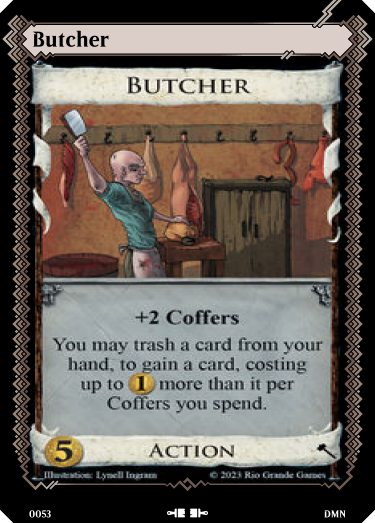 Butcher
BUTCHER
+2 Coffers
You may trash a card from your
hand, to gain a card, costing
up to 1 more than it per
Coffers you spend.
5
ACTION
Illustration: Lynell Ingram © 2023 Rio Grande Games
0053 DMN